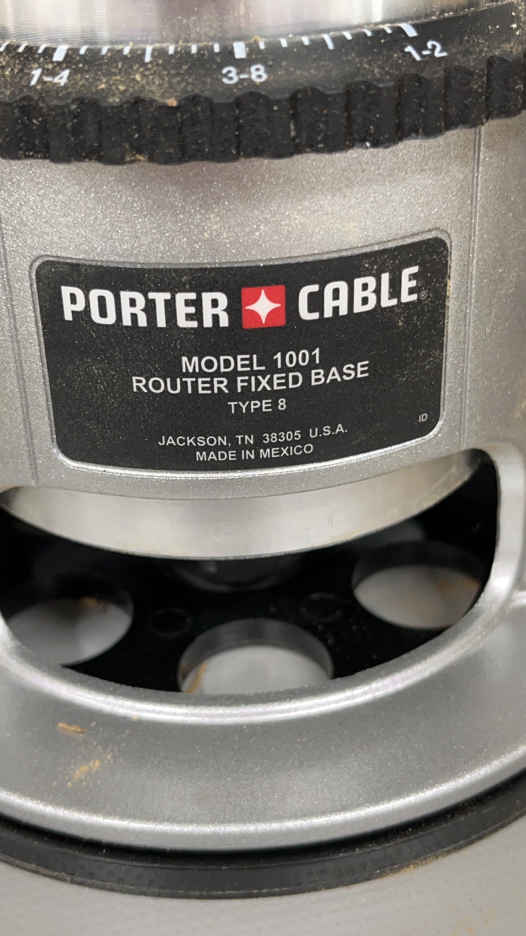 1-4 3-8 1-2
PORTER CABLE®
MODEL 1001
ROUTER FIXED BASE
TYPE 8
ID
JACKSON, TN 38305 U.S.A.
MADE IN MEXICO